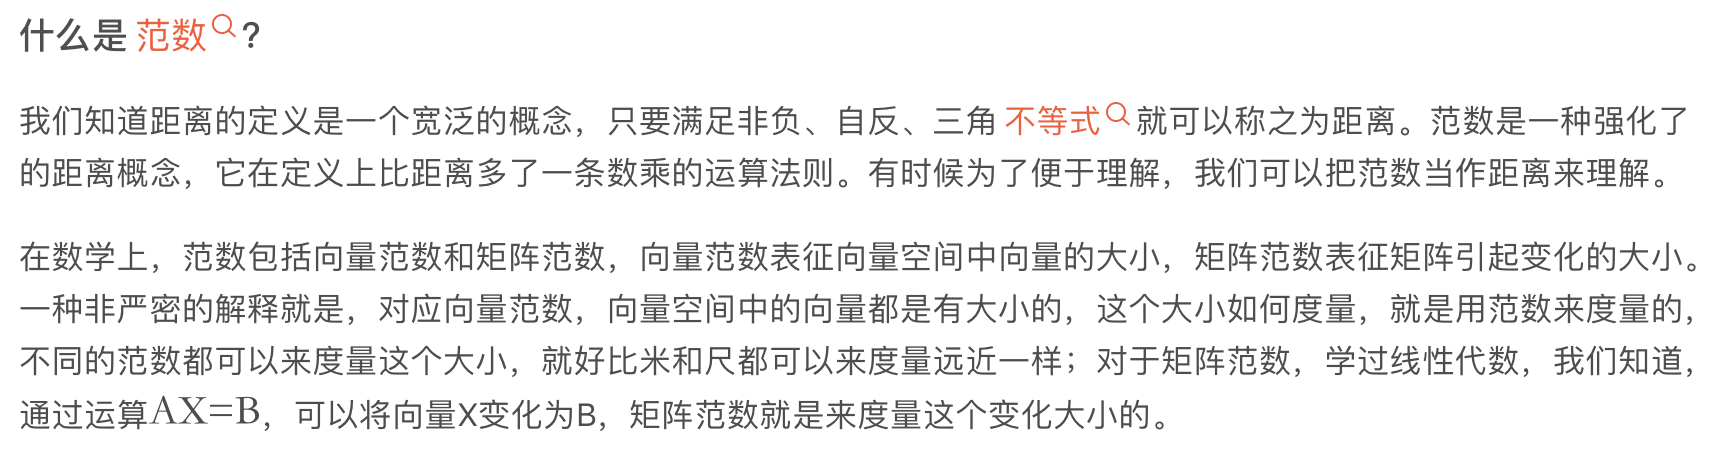 什么是 范数?
我们知道距离的定义是一个宽泛的概念，只要满足非负、自反、三角 不等式 就可以称之为距离。范数是一种强化了
的距离概念，它在定义上比距离多了一条数乘的运算法则。有时候为了便于理解，我们可以把范数当作距离来理解。
在数学上，范数包括向量范数和矩阵范数，向量范数表征向量空间中向量的大小，矩阵范数表征矩阵引起变化的大小。
一种非严密的解释就是，对应向量范数，向量空间中的向量都是有大小的，这个大小如何度量，就是用范数来度量的，
不同的范数都可以来度量这个大小，就好比米和尺都可以来度量远近一样；对于矩阵范数，学过线性代数，我们知道，
通过运算AX=B，可以将向量X变化为B，矩阵范数就是来度量这个变化大小的。